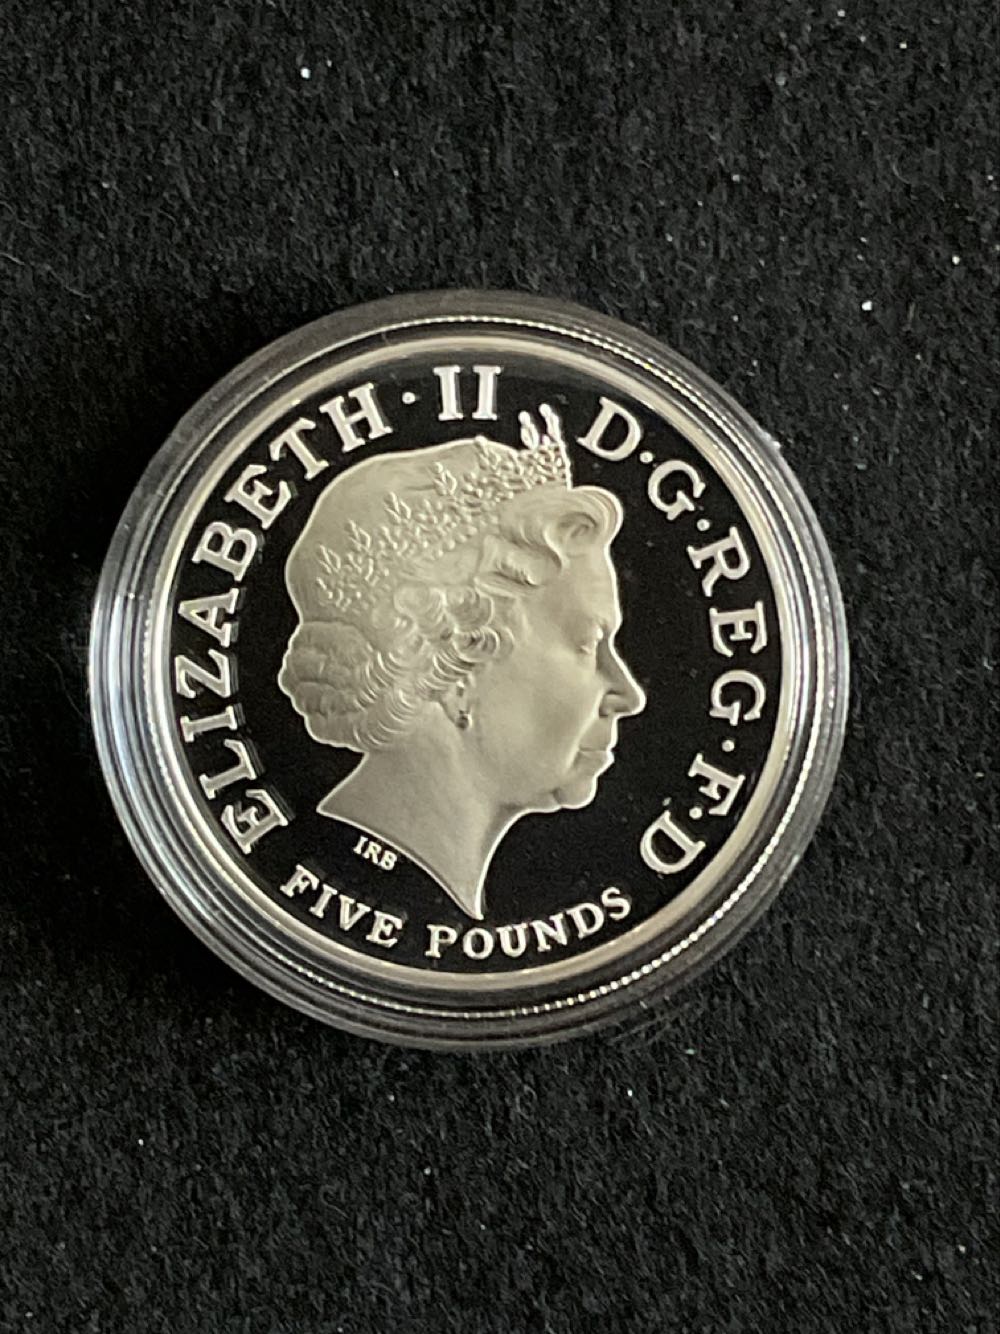 ELIZABETH · II D · G · REG · F · D
IRB
FIVE POUNDS